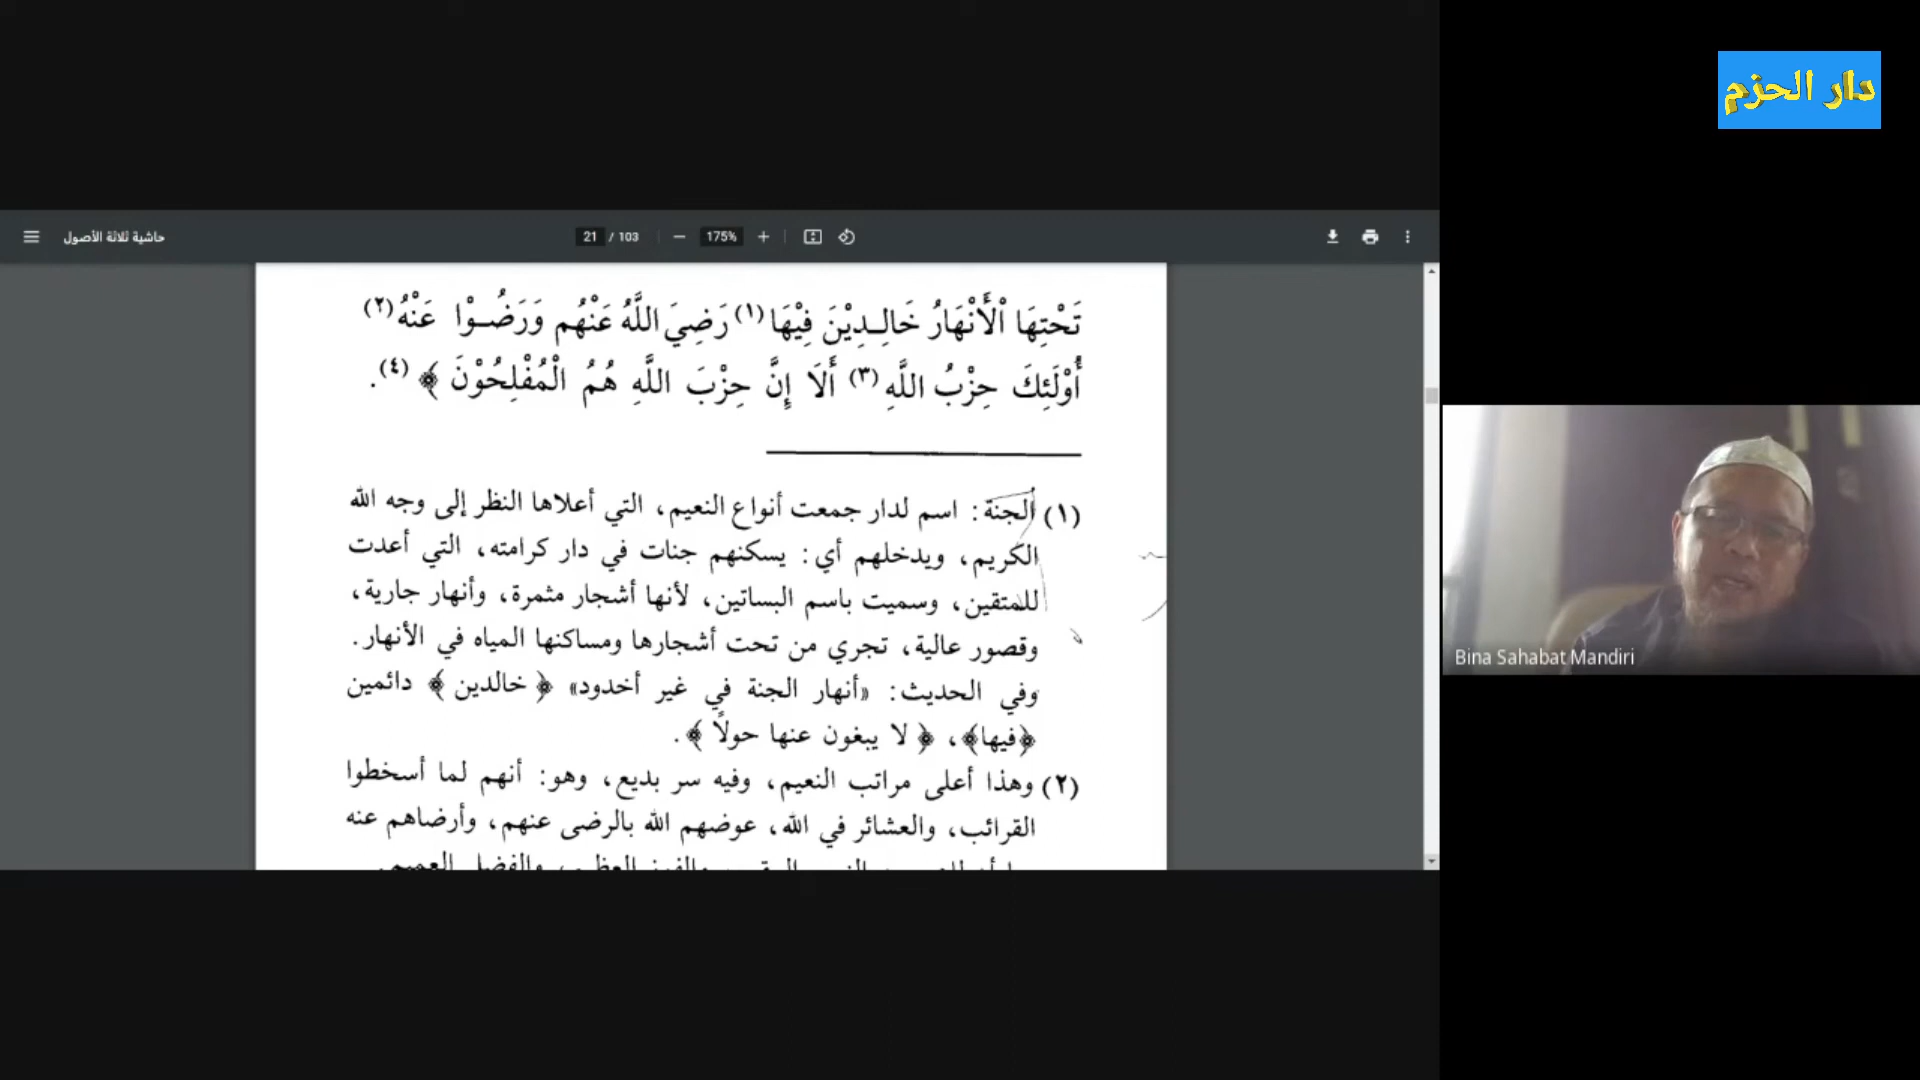 دار الحزم
حاشية ثلاثة الأصول
21 / 103
175%
تَحْتِهَا الْأَنْهَارُ خَالِـدِيْنَ فِيْهَا(١) رَضِيَ اللَّهُ عَنْهُم وَرَضُـوْا عَنْهُ(٢)
أُوْلَئِكَ حِزْبُ اللَّهِ(٣) أَلَا إِنَّ حِزْبَ اللَّهِ هُمُ الْمُفْلِحُوْنَ ﴾(٤).
(١) الجنة: اسم لدار جمعت أنواع النعيم، التي أعلاها النظر إلى وجه الله
الكريم، ويدخلهم أي: يسكنهم جنات في دار كرامته، التي أعدت
للمتقين، وسميت باسم البساتين، لأنها أشجار مثمرة، وأنهار جارية،
وقصور عالية، تجري من تحت أشجارها ومساكنها المياه في الأنهار.
وفي الحديث: «أنهار الجنة في غير أخدود» ﴿ خالدين ﴾ دائمين
﴿فيها﴾، ﴿ لا يبغون عنها حولاً ﴾.
(٢) وهذا أعلى مراتب النعيم، وفيه سر بديع، وهو: أنهم لما أسخطوا
القرائب، والعشائر في الله، عوضهم الله بالرضى عنهم، وأرضاهم عنه
والفضل العميم.
Bina Sahabat Mandiri